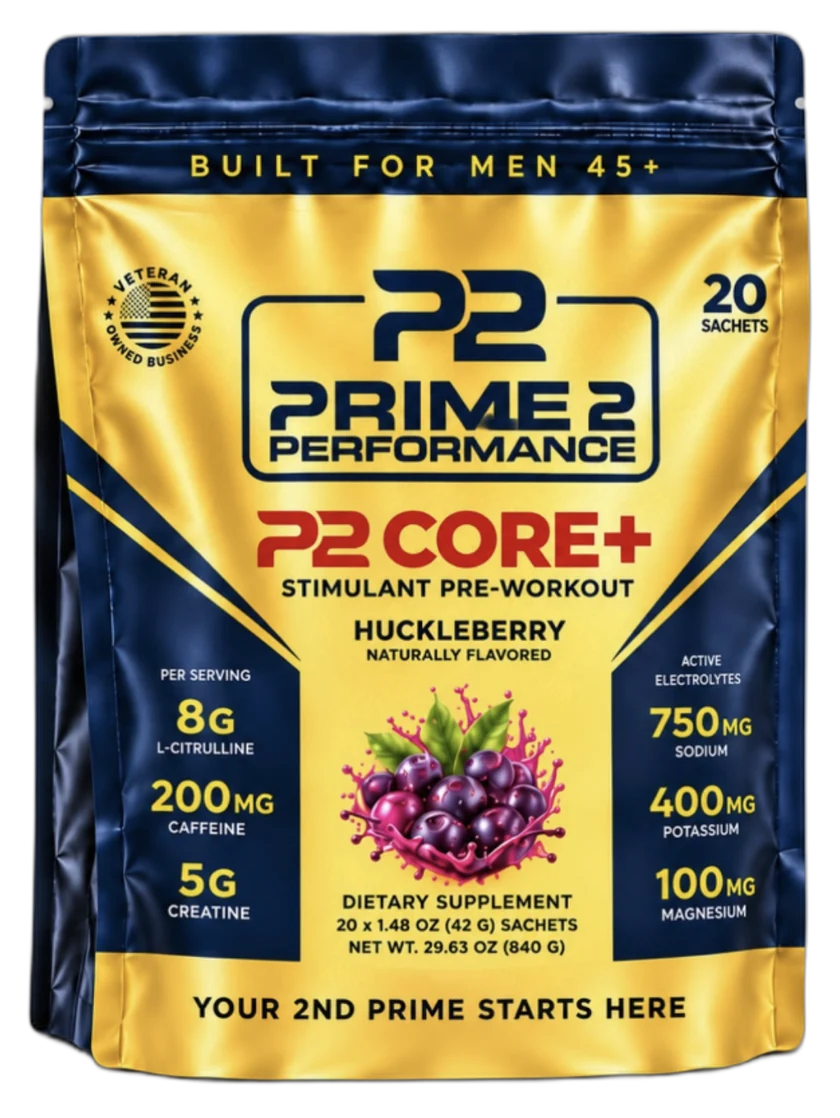 BUILT FOR MEN 45+
VETERAN
OWNED BUSINESS
20
SACHETS
P2
PRIME 2
PERFORMANCE
P2 CORE+
STIMULANT PRE-WORKOUT
HUCKLEBERRY
NATURALLY FLAVORED
PER SERVING
8G
L-CITRULLINE
200MG
CAFFEINE
5G
CREATINE
ACTIVE
ELECTROLYTES
750MG
SODIUM
400MG
POTASSIUM
100MG
MAGNESIUM
DIETARY SUPPLEMENT
20 x 1.48 OZ (42 G) SACHETS
NET WT. 29.63 OZ (840 G)
YOUR 2ND PRIME STARTS HERE